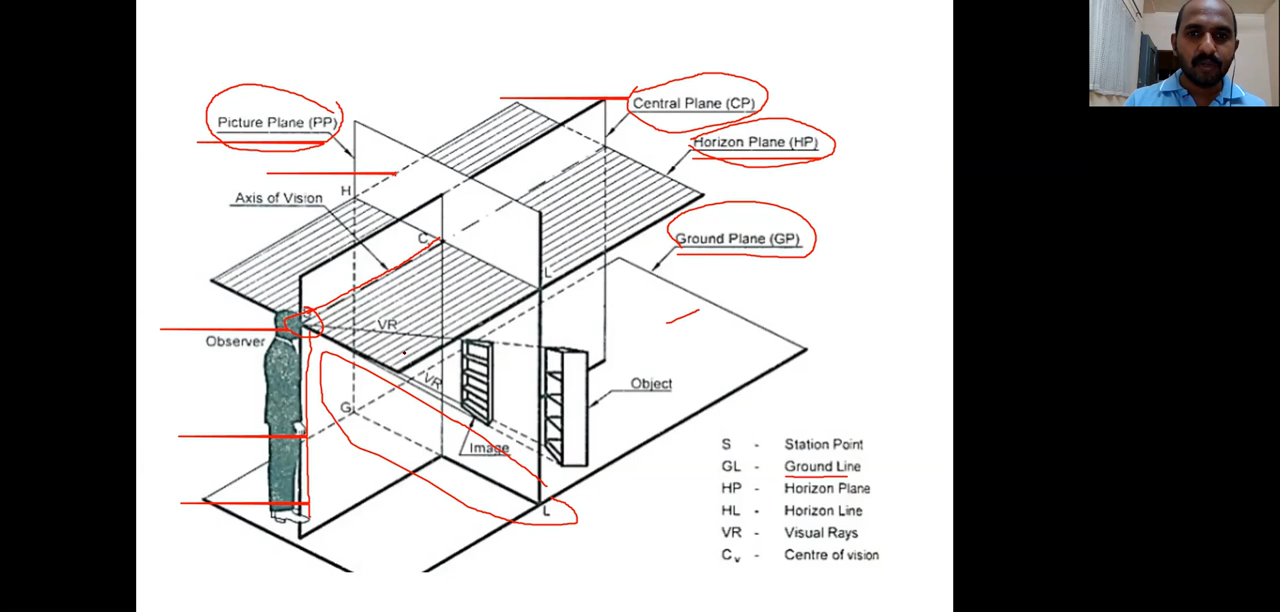 Central Plane (CP)
Picture Plane (PP)
Horizon Plane (HP)
H
Axis of Vision
C
Ground Plane (GP)
L
S
VR
Observer
VR
Object
G
Image
L
S - Station Point
GL - Ground Line
HP - Horizon Plane
HL - Horizon Line
VR - Visual Rays
Cv - Centre of vision